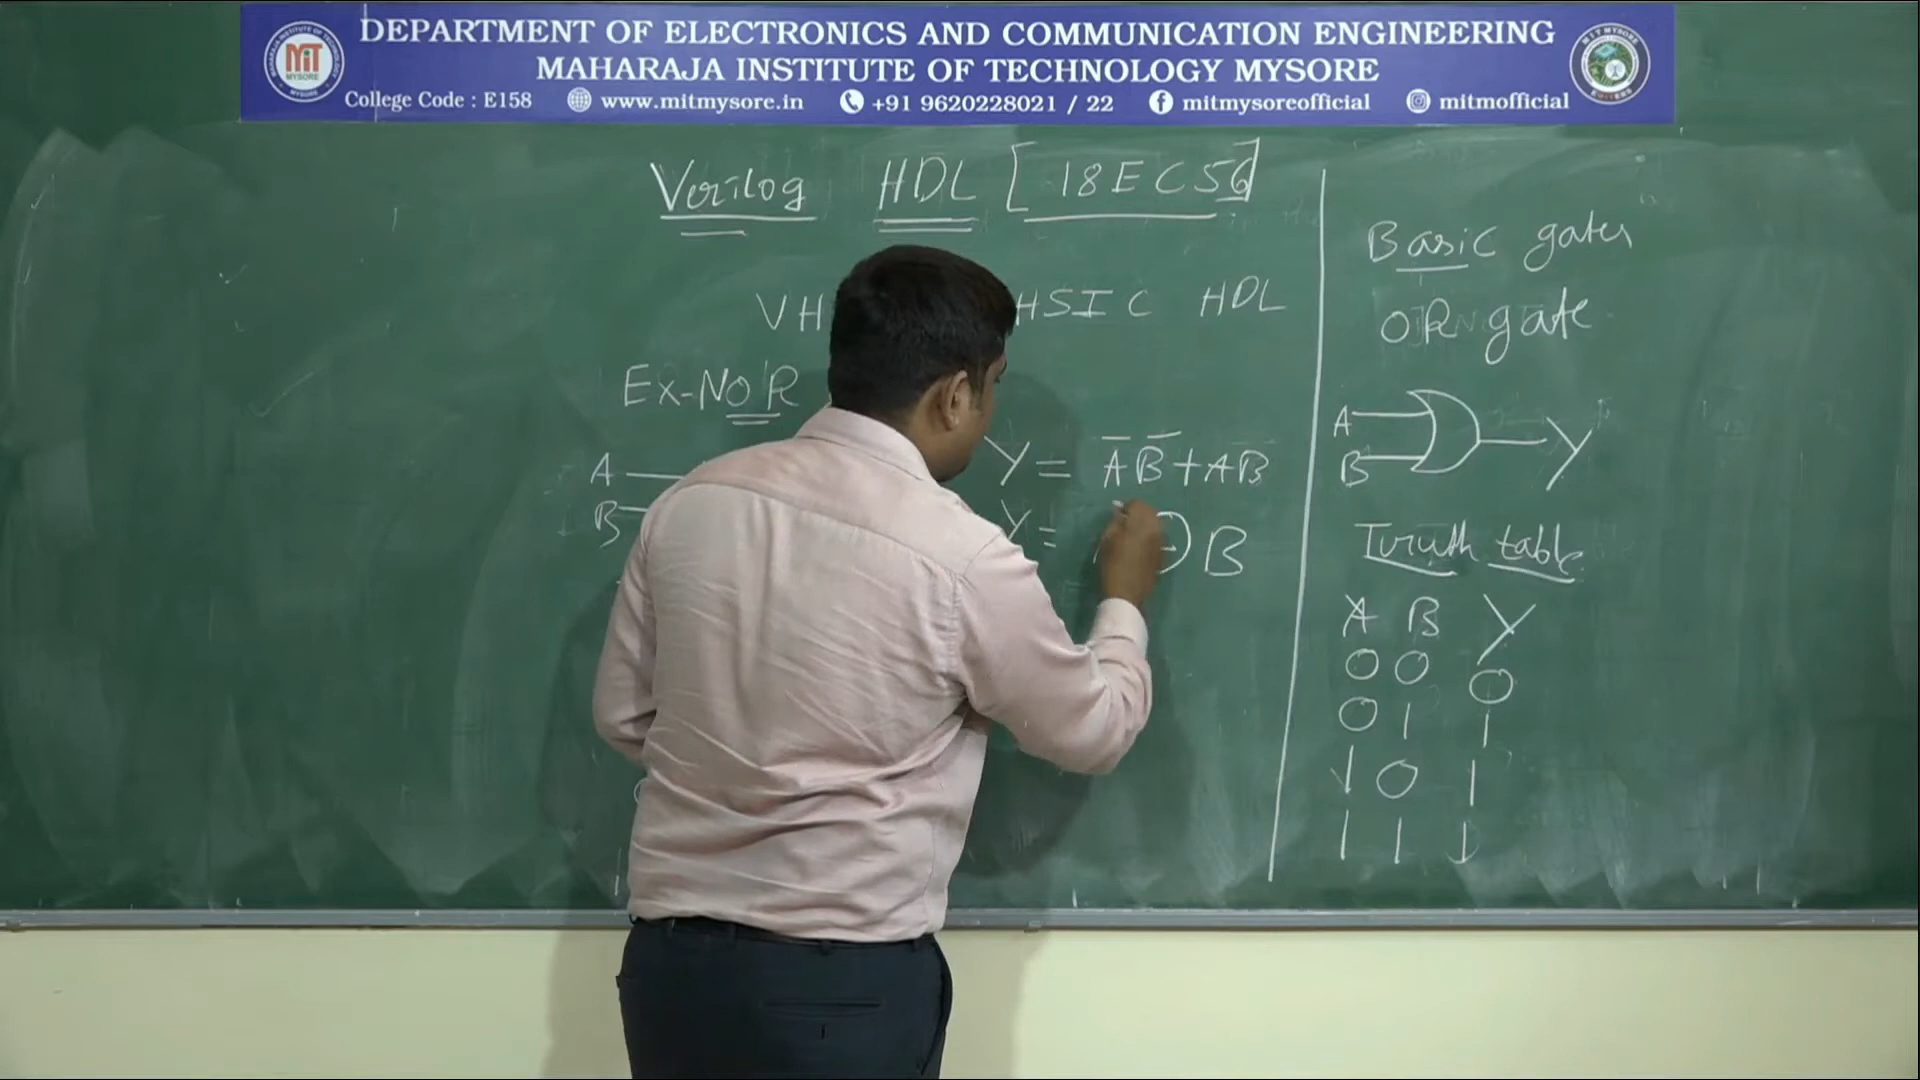 DEPARTMENT OF ELECTRONICS AND COMMUNICATION ENGINEERING
MAHARAJA INSTITUTE OF TECHNOLOGY MYSORE
College Code : E158 www.mitmysore.in +91 9620228021 / 22 mitmysoreofficial mitmofficial
MIT
MYSORE
Verilog HDL [18EC56]
VH HSIC HDL
Ex-NOR
A
B
Y = A̅ B̅ + AB
Y = B
Basic gates
OR gate
A
B
Y
Truth table
A B Y
0 0 0
0 1 1
1 0 1
1 1 1